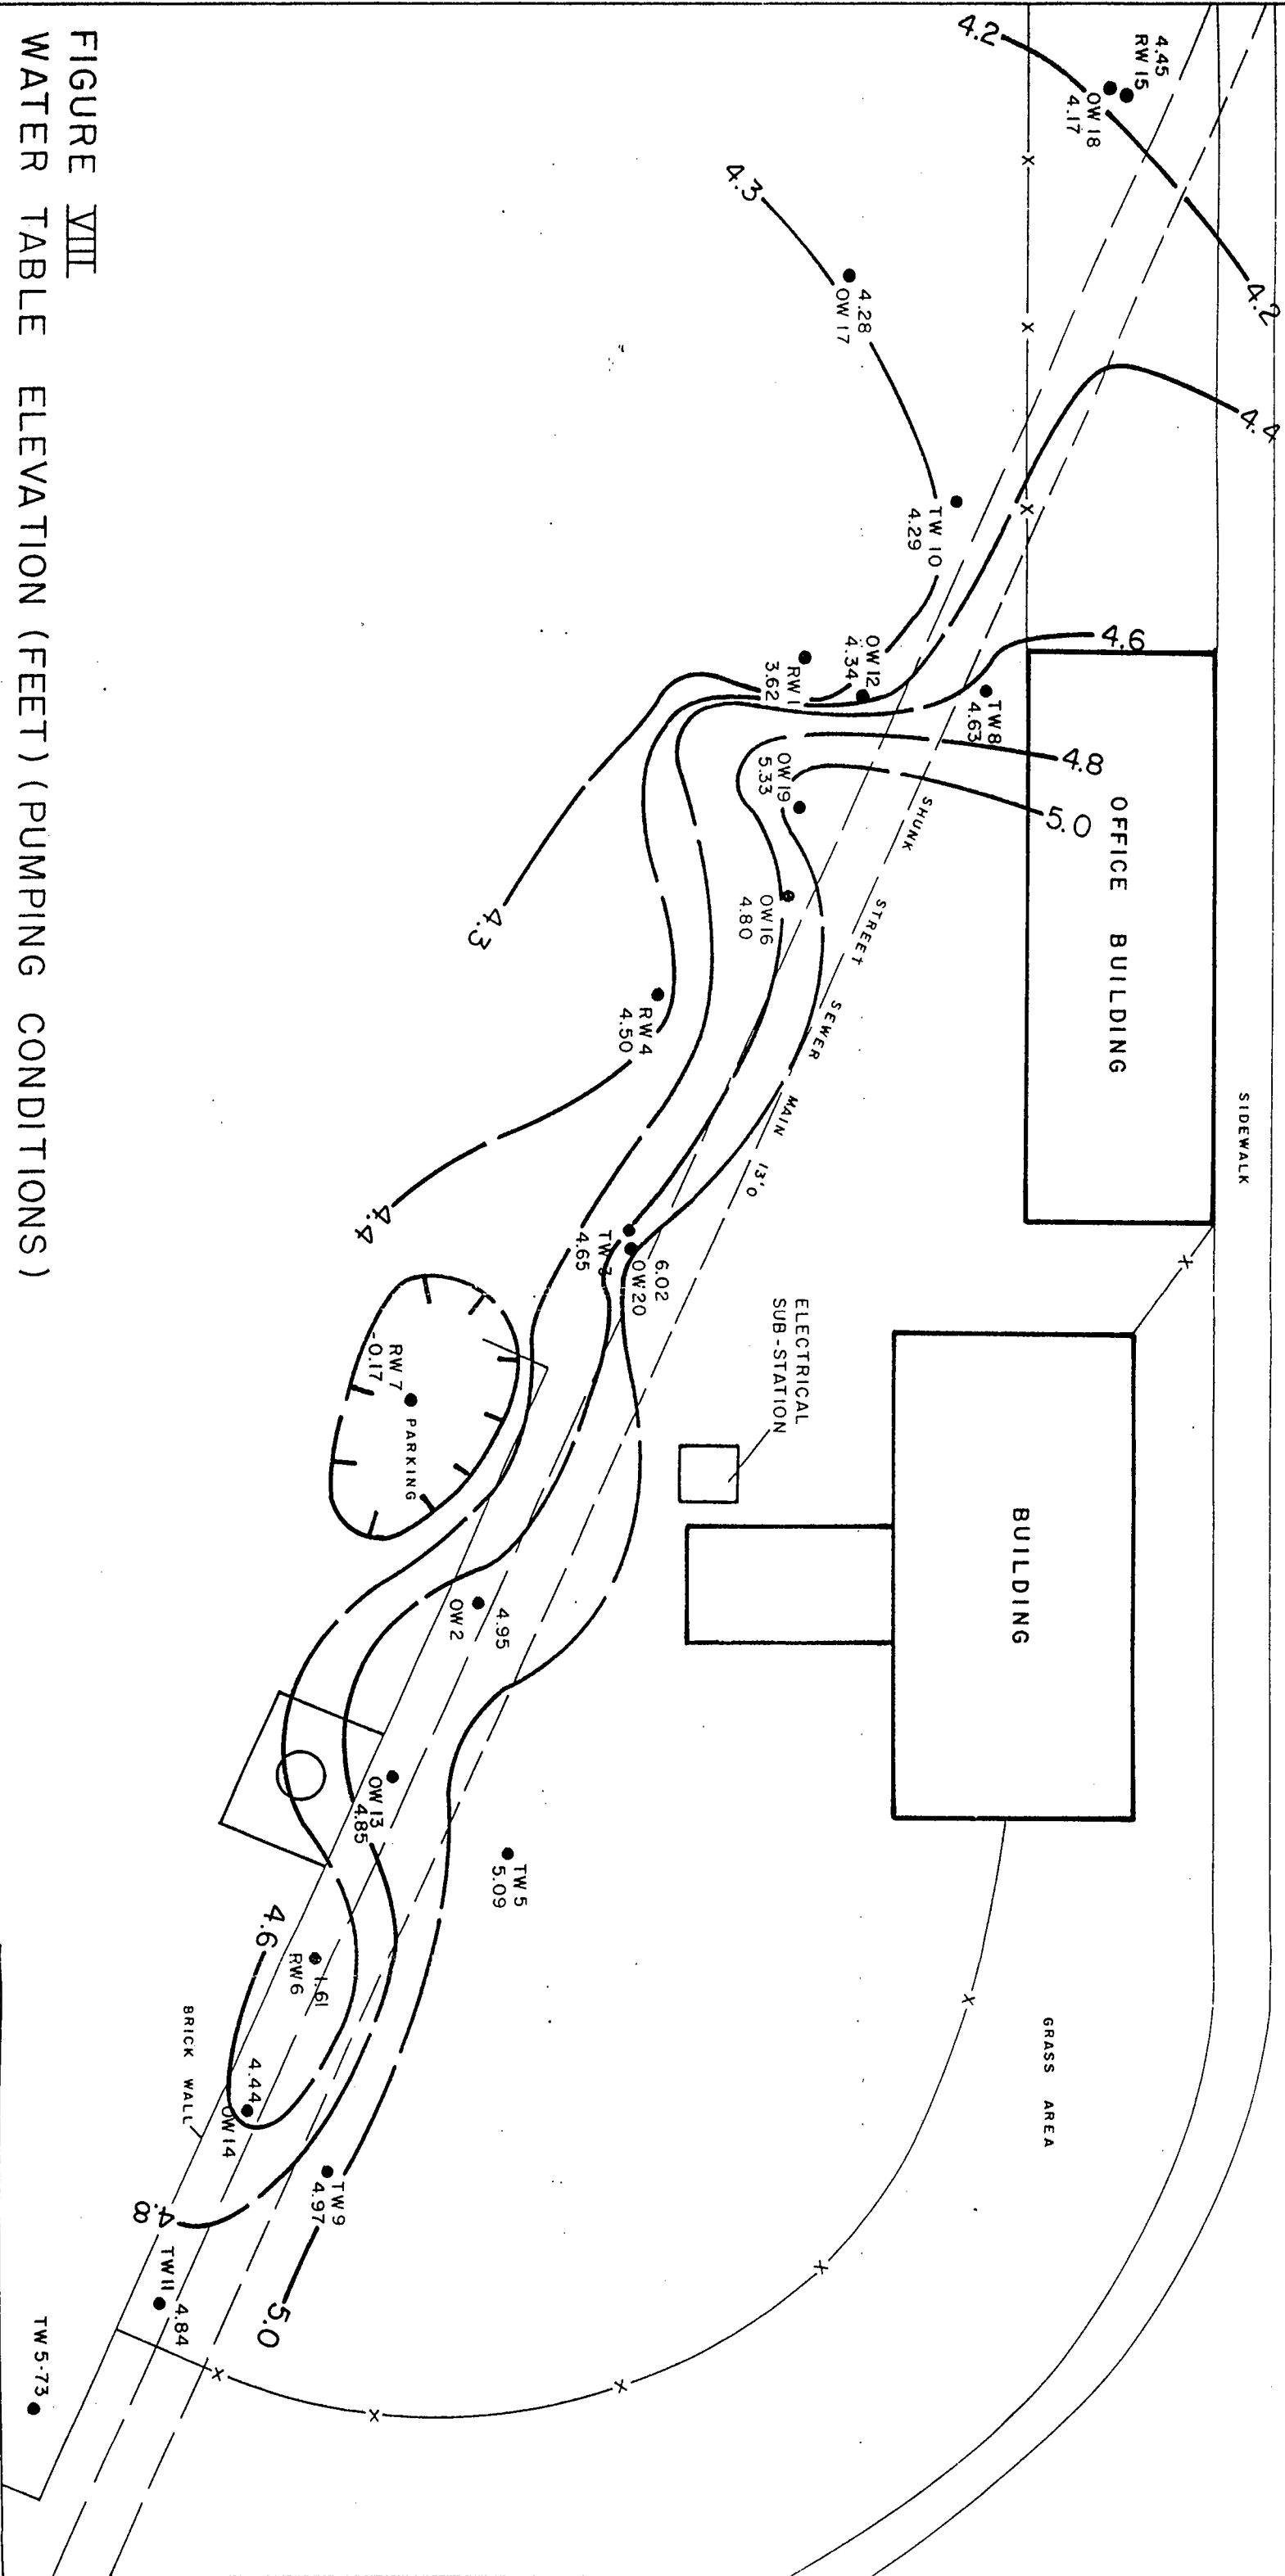 SIDEWALK
GRASS AREA
4.2
4.4
4.45
RW 15
OW 18
4.17
4.2
4.6
OFFICE BUILDING
4.8
5.0
BUILDING
TW 8
4.63
SHUNK STREET SEWER MAIN 13'0
ELECTRICAL
SUB-STATION
TW 10
4.29
4.28
OW 17
4.3
OW 12
4.34
RW 1
3.62
OW 19
5.33
OW 16
4.80
RW 4
4.50
6.02
OW 20
TW 3
4.65
TW 5
5.09
4.95
OW 2
4.3
4.4
PARKING
RW 7
-0.17
OW 13
4.85
TW 9
4.97
1.61
RW 6
4.6
4.44
OW 14
5.0
BRICK WALL
4.8
4.84
TW 11
TW 5-73
FIGURE VIII
WATER TABLE ELEVATION (FEET) (PUMPING CONDITIONS)